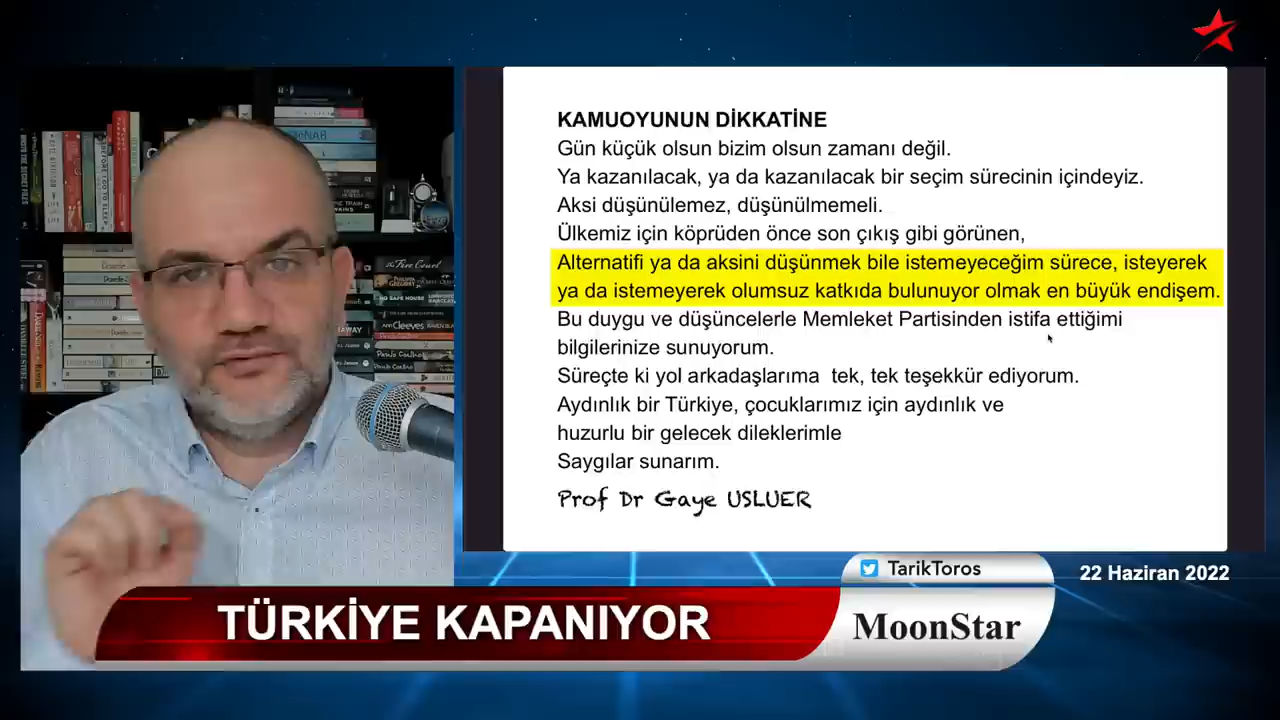 KAMUOYUNUN DİKKATİNE
Gün küçük olsun bizim olsun zamanı değil.
Ya kazanılacak, ya da kazanılacak bir seçim sürecinin içindeyiz.
Aksi düşünülemez, düşünülmemeli.
Ülkemiz için köprüden önce son çıkış gibi görünen,
Alternatifi ya da aksini düşünmek bile istemeyeceğim sürece, isteyerek
ya da istemeyerek olumsuz katkıda bulunuyor olmak en büyük endişem.
Bu duygu ve düşüncelerle Memleket Partisinden istifa ettiğimi
bilgilerinize sunuyorum.
Süreçte ki yol arkadaşlarıma tek, tek teşekkür ediyorum.
Aydınlık bir Türkiye, çocuklarımız için aydınlık ve
huzurlu bir gelecek dileklerimle
Saygılar sunarım.
Prof Dr Gaye USLUER
TarikToros
22 Haziran 2022
TÜRKİYE KAPANIYOR
MoonStar